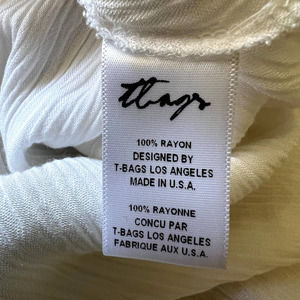 tbags
100% RAYON
DESIGNED BY
T-BAGS LOS ANGELES
MADE IN U.S.A.
100% RAYONNE
CONCU PAR
T-BAGS LOS ANGELES
FABRIQUE AUX U.S.A.